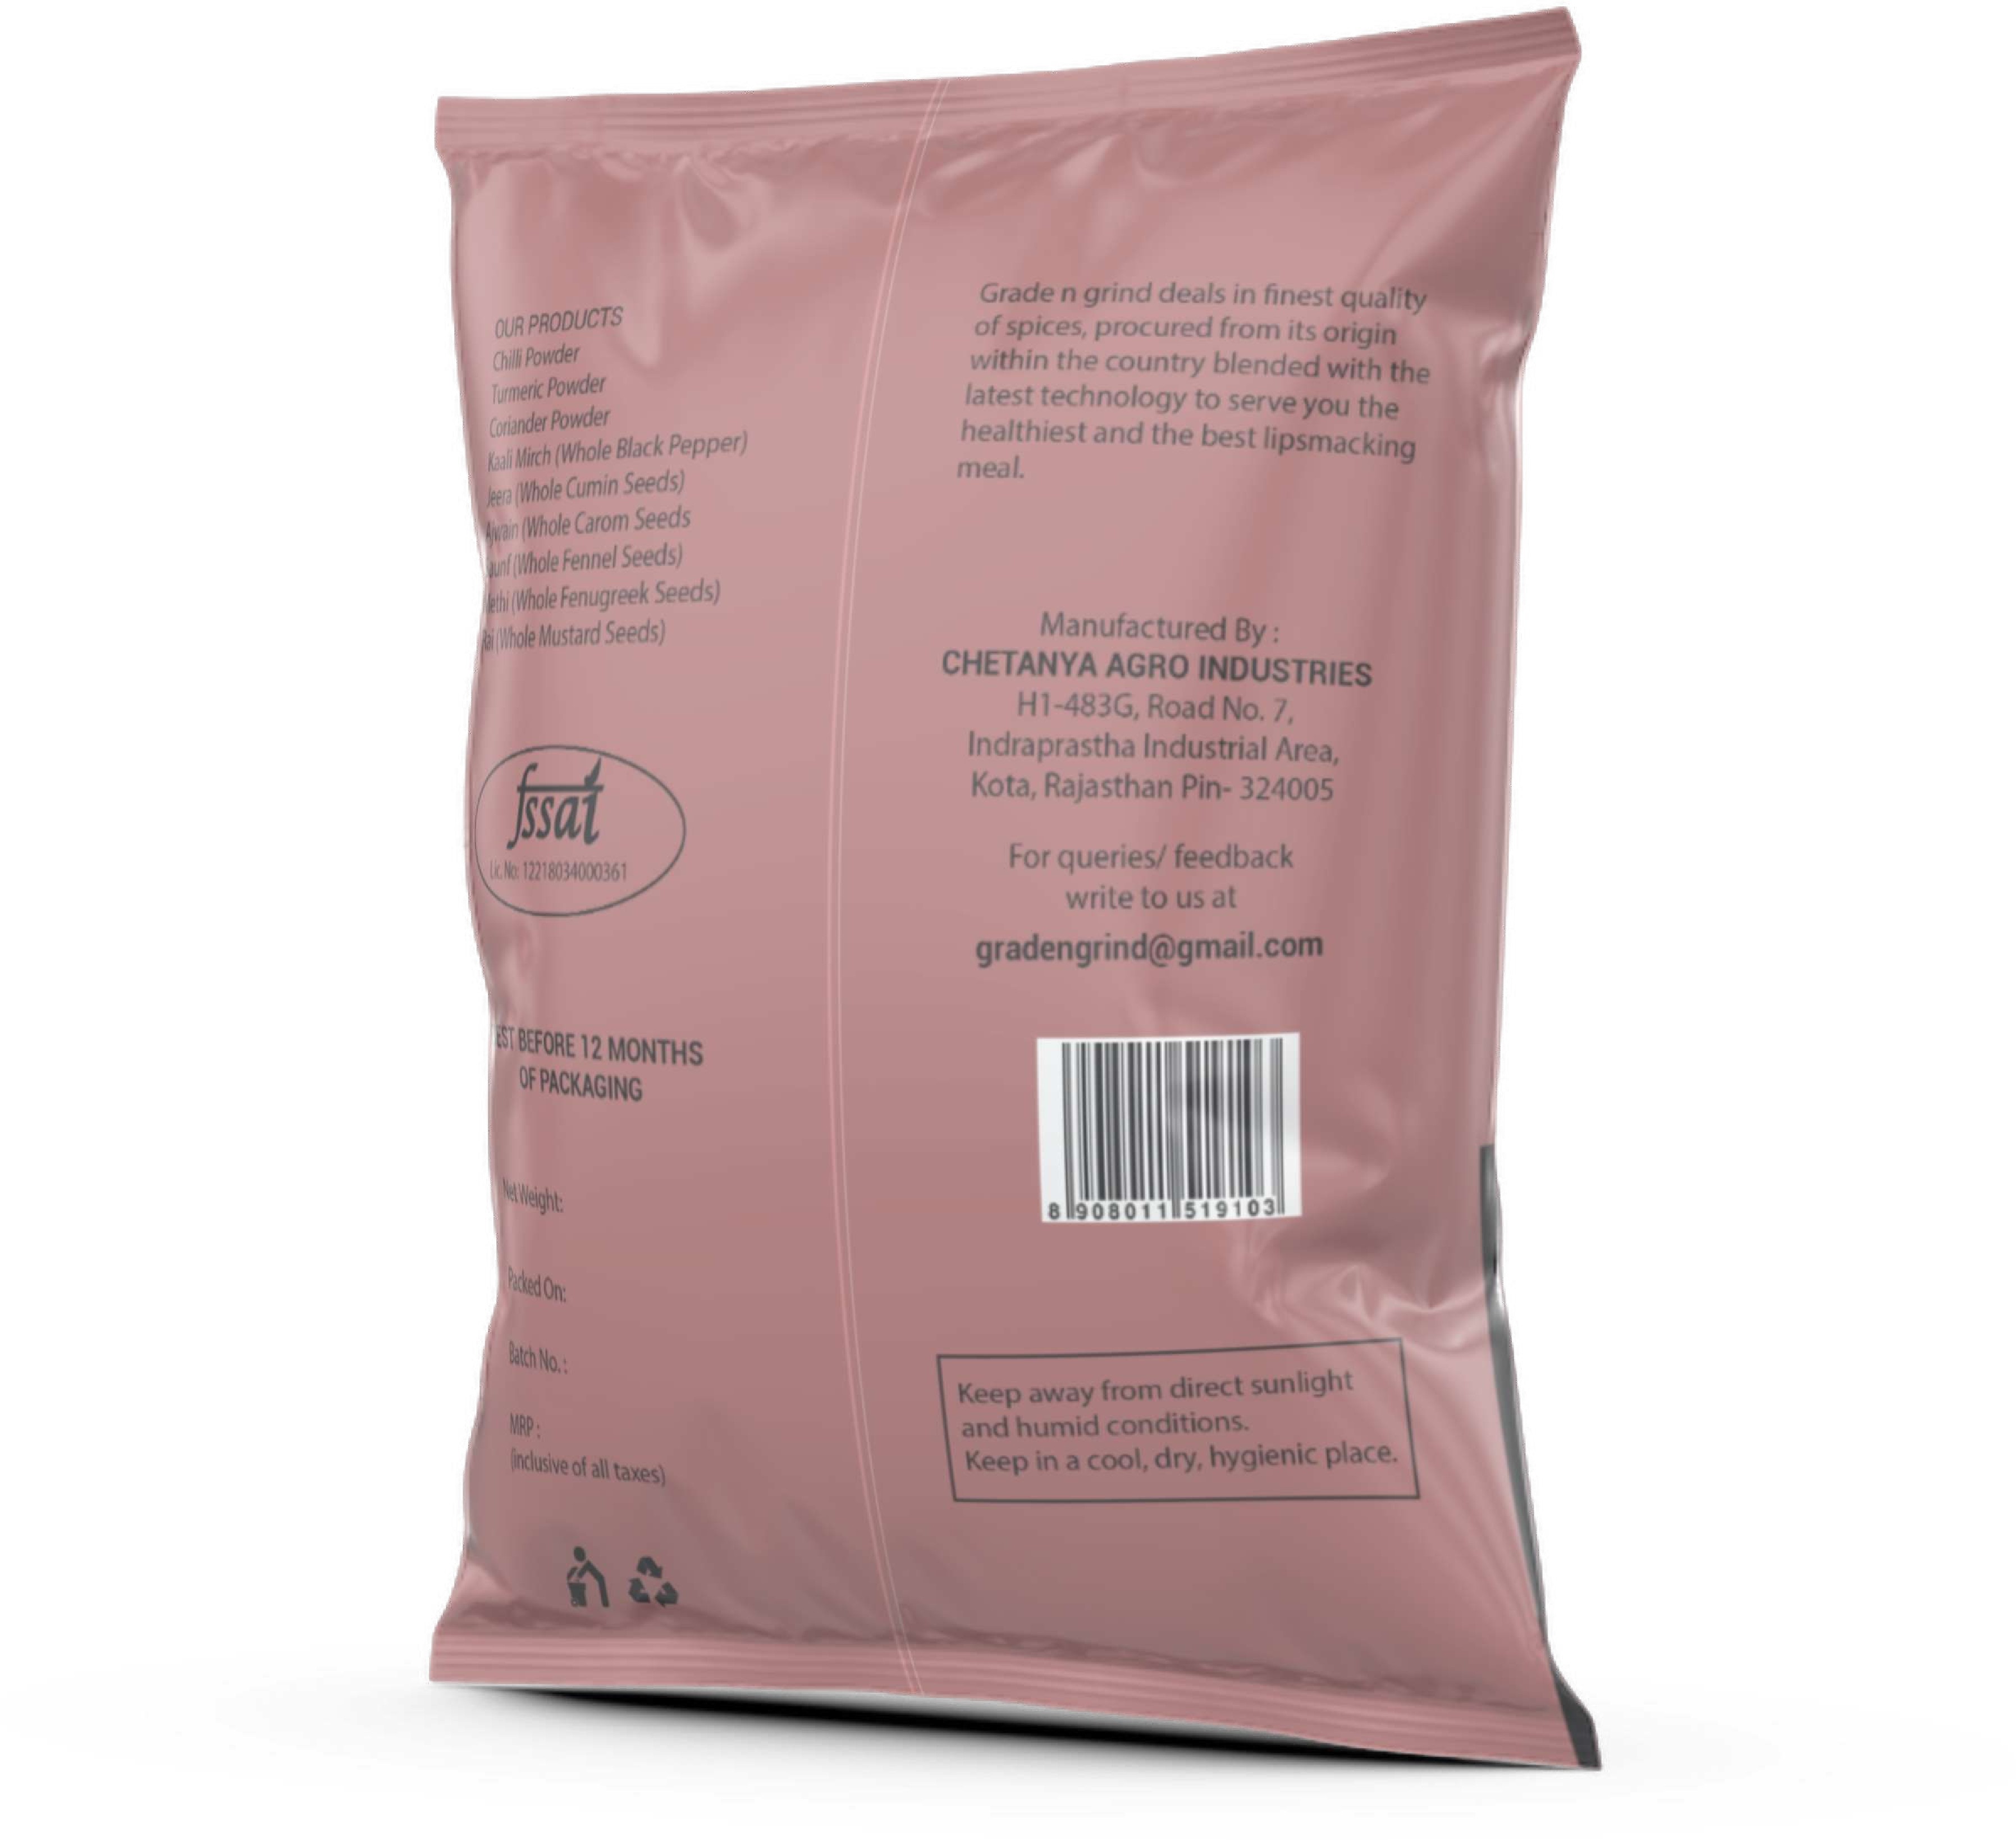 OUR PRODUCTS
Chilli Powder
Turmeric Powder
Coriander Powder
Kaali Mirch (Whole Black Pepper)
Jeera (Whole Cumin Seeds)
Ajwain (Whole Carom Seeds
aunf (Whole Fennel Seeds)
ethi (Whole Fenugreek Seeds)
Rai (Whole Mustard Seeds)
fssai
Lic. No: 12218034000361
EST BEFORE 12 MONTHS
OF PACKAGING
Net Weight:
Packed On:
Batch No. :
MRP :
(inclusive of all taxes)
Grade n grind deals in finest quality
of spices, procured from its origin
within the country blended with the
latest technology to serve you the
healthiest and the best lipsmacking
meal.
Manufactured By :
CHETANYA AGRO INDUSTRIES
H1-483G, Road No. 7,
Indraprastha Industrial Area,
Kota, Rajasthan Pin- 324005
For queries/ feedback
write to us at
gradengrind@gmail.com
8 908011 519103
Keep away from direct sunlight
and humid conditions.
Keep in a cool, dry, hygienic place.